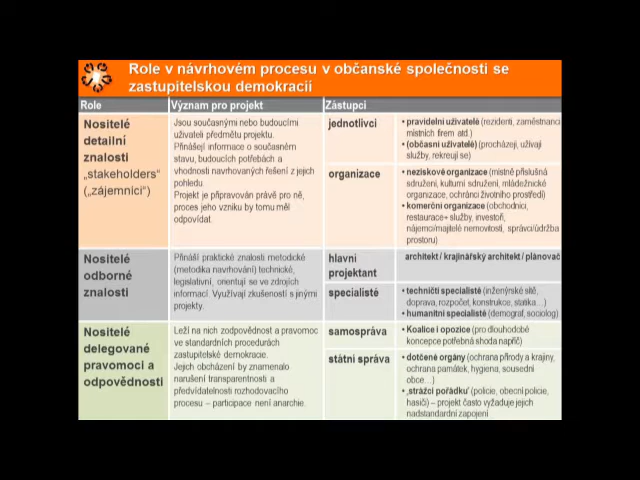 Role v návrhovém procesu v občanské společnosti se
zastupitelskou demokracií
Role
Význam pro projekt
Zástupci
Nositelé
detailní
znalosti
„stakeholders“
(„zájemníci“)
Jsou současnými nebo budoucími
uživateli předmětu projektu.
Přinášejí informace o současném
stavu, budoucích potřebách a
vhodnosti navrhovaných řešení z jejich
pohledu
Projekt je připravován právě pro ně,
proces jeho vzniku by tomu měl
odpovídat.
jednotlivci
• pravidelní uživatelé (rezidenti, zaměstnanci
místních firem atd.)
• (občasní uživatelé) (procházejí, užívají
služby, rekreují se)
organizace
• neziskové organizace (místně příslušná
sdružení, kulturní sdružení, mládežnické
organizace, ochránci životního prostředí)
• komerční organizace (obchodníci,
restaurace+ služby, investoři,
nájemci/majitelé nemovitostí, správci/údržba
prostoru)
Nositelé
odborné
znalosti
Přináší praktické znalosti metodické
(metodika navrhování) technické,
legislativní, orientují se ve zdrojích
informací. Využívají zkušeností s jinými
projekty.
hlavní
projektant
architekt / krajinářský architekt / plánovač
specialisté
• techničtí specialisté (inženýrské sítě,
doprava, rozpočet, konstrukce, statika…)
• humanitní specialisté (demograf, sociolog)
Nositelé
delegované
pravomoci a
odpovědnosti
Leží na nich zodpovědnost a pravomoc
ve standardních procedurách
zastupitelské demokracie.
Jejich obcházení by znamenalo
narušení transparentnosti a
předvídatelnosti rozhodovacího
procesu – participace není anarchie.
samospráva
• Koalice i opozice (pro dlouhodobé
koncepce potřebná shoda napříč)
státní správa
• dotčené orgány (ochrana přírody a krajiny,
ochrana památek, hygiena, sousední
obce…)
• „strážci pořádku“ (policie, obecní policie,
hasiči) – projekt často vyžaduje jejich
nadstandardní zapojení